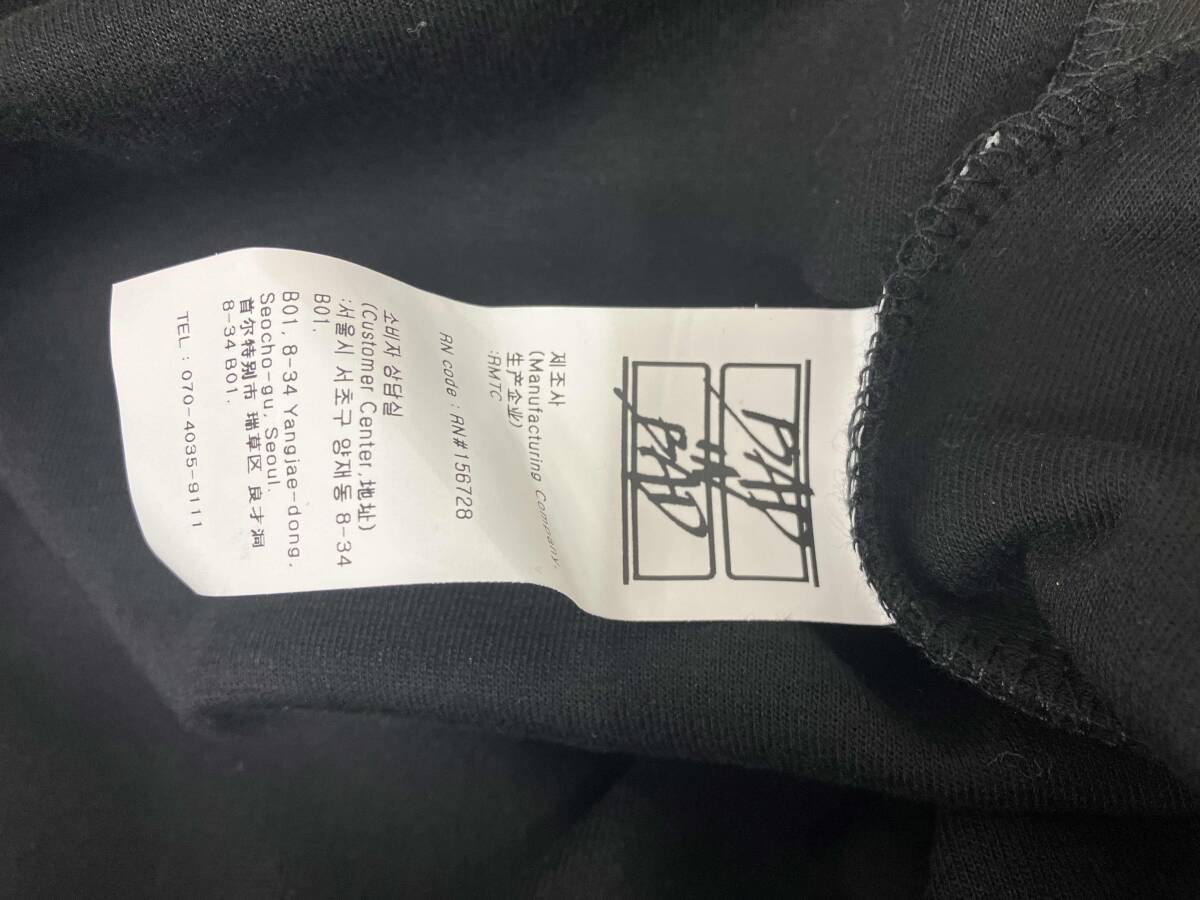 제조사
(Manufacturing Company,
生产企业)
:RMTC
RN code : RN#156728
소비자 상담실
(Customer Center,地址)
:서울시 서초구 양재동 8-34
B01.
B01. 8-34 Yangjae-dong,
Seocho-gu, Seoul.
首尔特别市 瑞草区 良才洞
8-34 B01.
TEL : 070-4035-9111